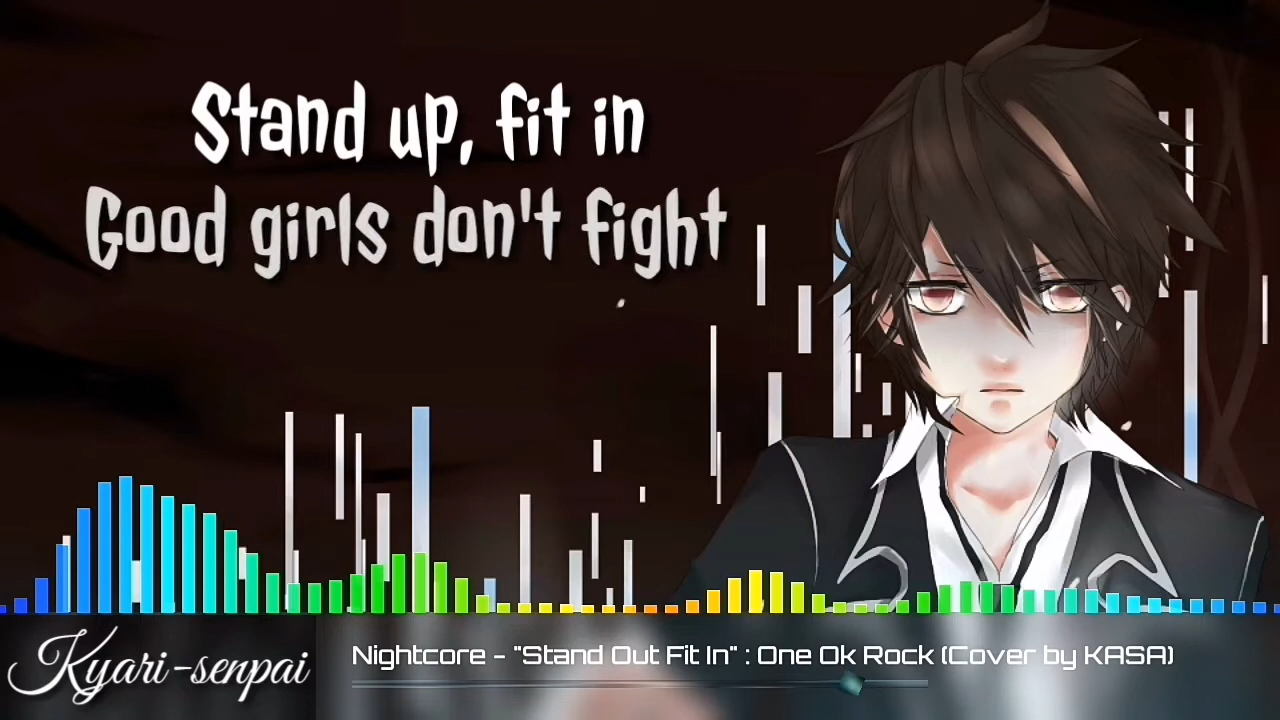 Stand up, fit in
Good girls don't fight
Kyari-senpai
Nightcore - "Stand Out Fit In" : One Ok Rock (Cover by KASA)